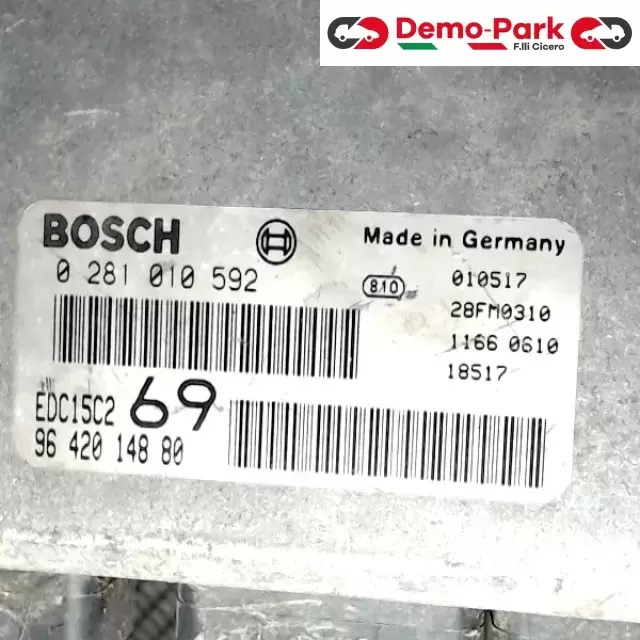 Demo-Park
F.lli Cicero
BOSCH
Made in Germany
0 281 010 592
810
010517
28FM0310
1166 0610
18517
EDC15C2
69
96 420 148 80